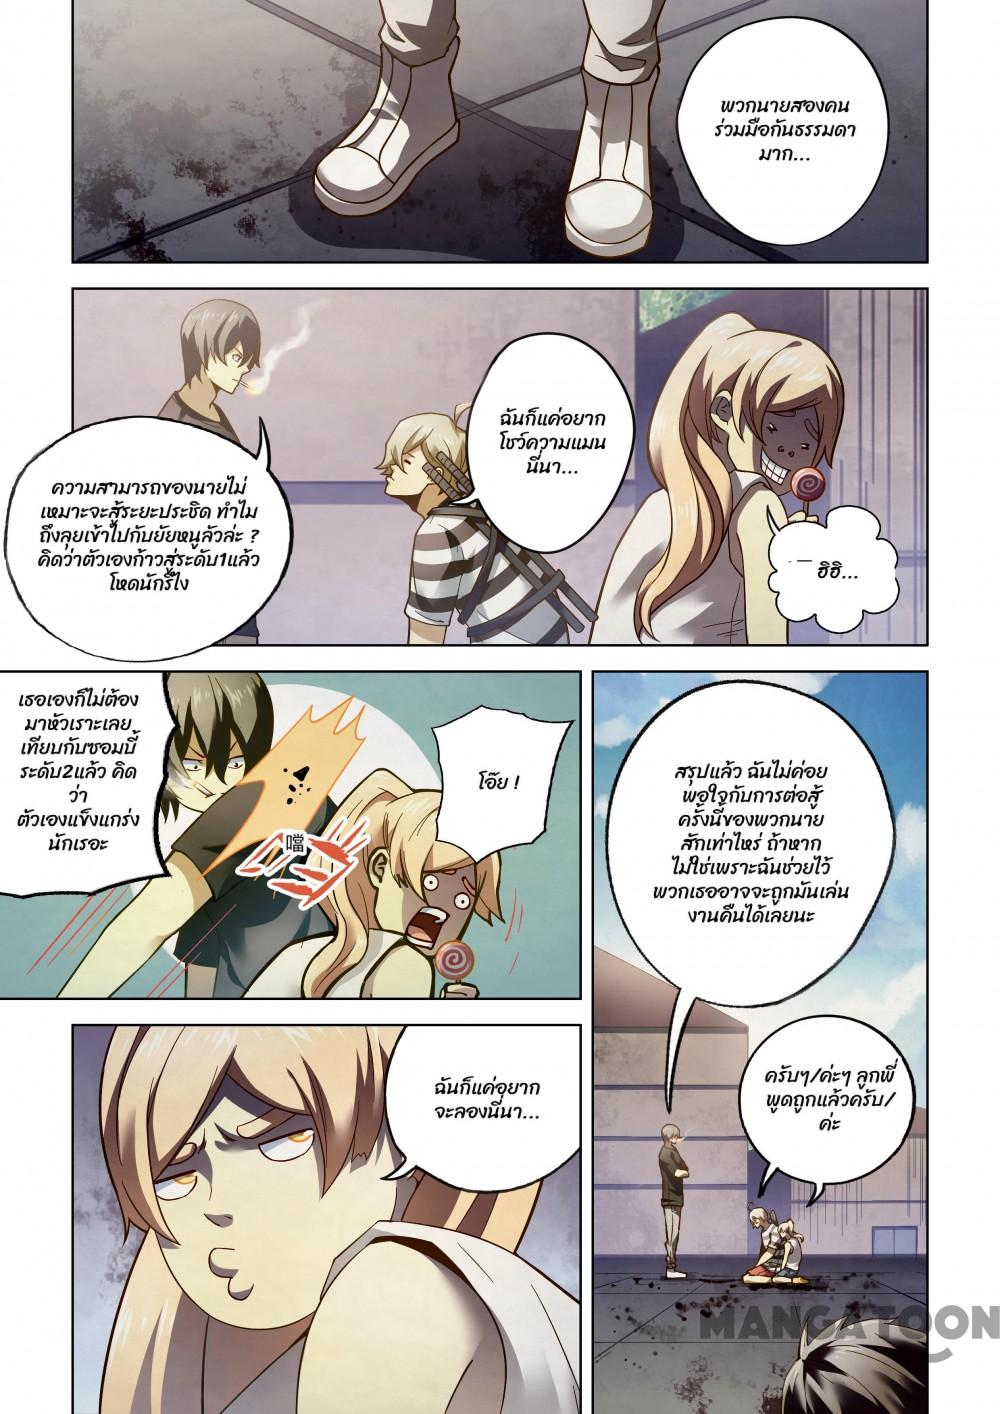 พวกนายสองคน
ร่วมมือกันธรรมดา
มาก...
ฉันก็แค่อยาก
โชว์ความแมน
นี่นา...
ความสามารถของนายไม่
เหมาะจะสู้ระยะประชิด ทำไม
ถึงลุยเข้าไปกับยัยหนูลัวล่ะ ?
คิดว่าตัวเองก้าวสู่ระดับ1แล้ว
โหดนักรึไง
ฮิฮิ...
เธอเองก็ไม่ต้อง
มาหัวเราะเลย
เทียบกับซอมบี้
ระดับ2แล้ว คิด
ว่า
ตัวเองแข็งแกร่ง
นักเรอะ
โอ๊ย !
噹
สรุปแล้ว ฉันไม่ค่อย
พอใจกับการต่อสู้
ครั้งนี้ของพวกนาย
สักเท่าไหร่ ถ้าหาก
ไม่ใช่เพราะฉันช่วยไว้
พวกเธออาจจะถูกมันเล่น
งานคืนได้เลยนะ
ฉันก็แค่อยาก
จะลองนี่นา...
ครับๆ/ค่ะๆ ลูกพี่
พูดถูกแล้วครับ/
ค่ะ
MANGATOON